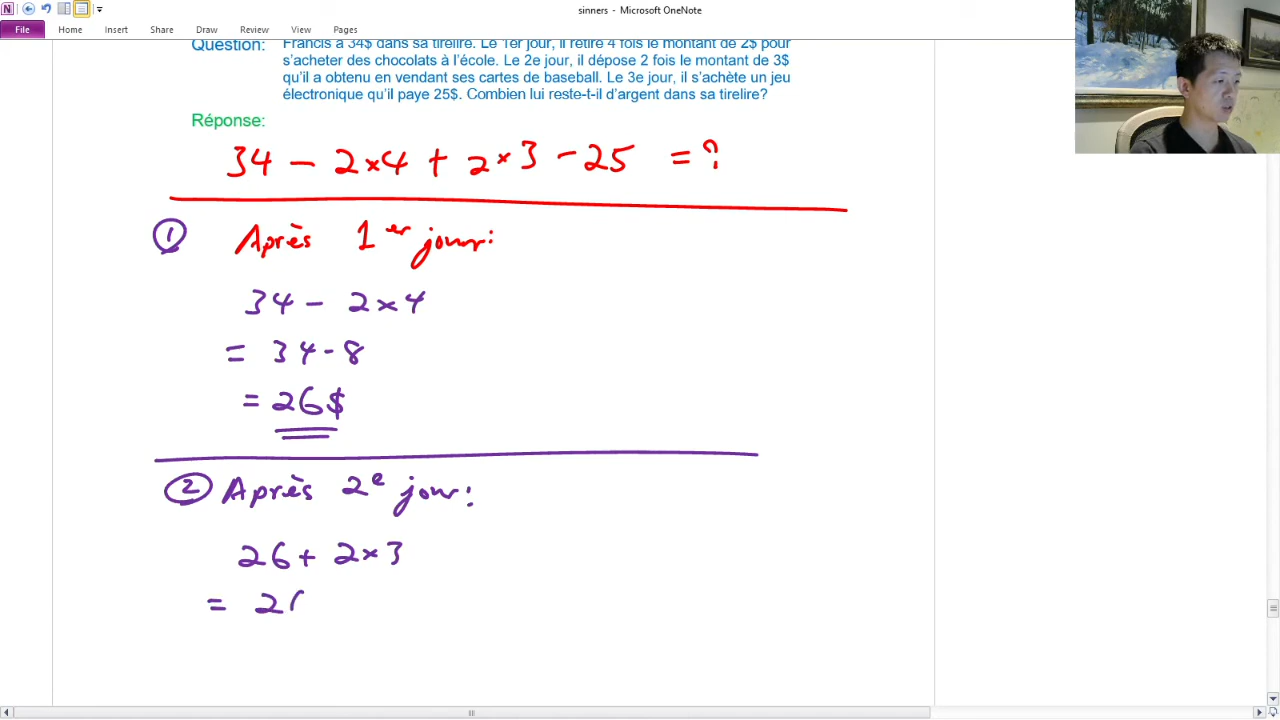 sinners - Microsoft OneNote
File Home Insert Share Draw Review View Pages
Question: Francis a 34$ dans sa tirelire. Le 1er jour, il retire 4 fois le montant de 2$ pour
s'acheter des chocolats à l'école. Le 2e jour, il dépose 2 fois le montant de 3$
qu'il a obtenu en vendant ses cartes de baseball. Le 3e jour, il s'achète un jeu
électronique qu'il paye 25$. Combien lui reste-t-il d'argent dans sa tirelire?
Réponse:
34 - 2×4 + 2×3 - 25 = ?
① Après 1er jour:
34 - 2×4
= 34 - 8
= 26$
② Après 2e jour:
26 + 2×3
= 2